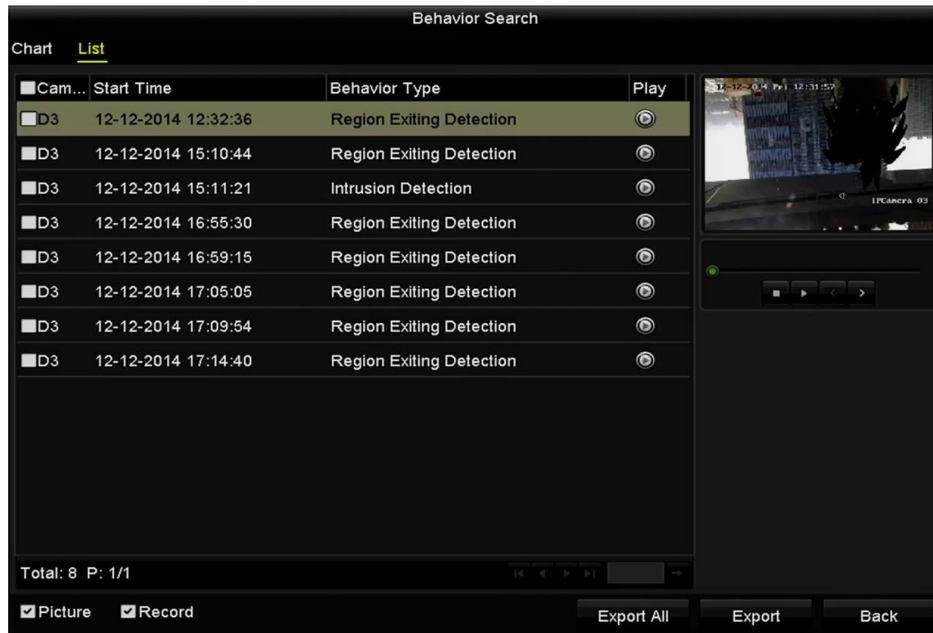 Behavior Search
Chart List
Cam... Start Time Behavior Type Play
D3 12-12-2014 12:32:36 Region Exiting Detection
D3 12-12-2014 15:10:44 Region Exiting Detection
D3 12-12-2014 15:11:21 Intrusion Detection
D3 12-12-2014 16:55:30 Region Exiting Detection
D3 12-12-2014 16:59:15 Region Exiting Detection
D3 12-12-2014 17:05:05 Region Exiting Detection
D3 12-12-2014 17:09:54 Region Exiting Detection
D3 12-12-2014 17:14:40 Region Exiting Detection
Total: 8 P: 1/1
Picture Record
Export All Export Back
Fri 12:31:57
IPCamera 03